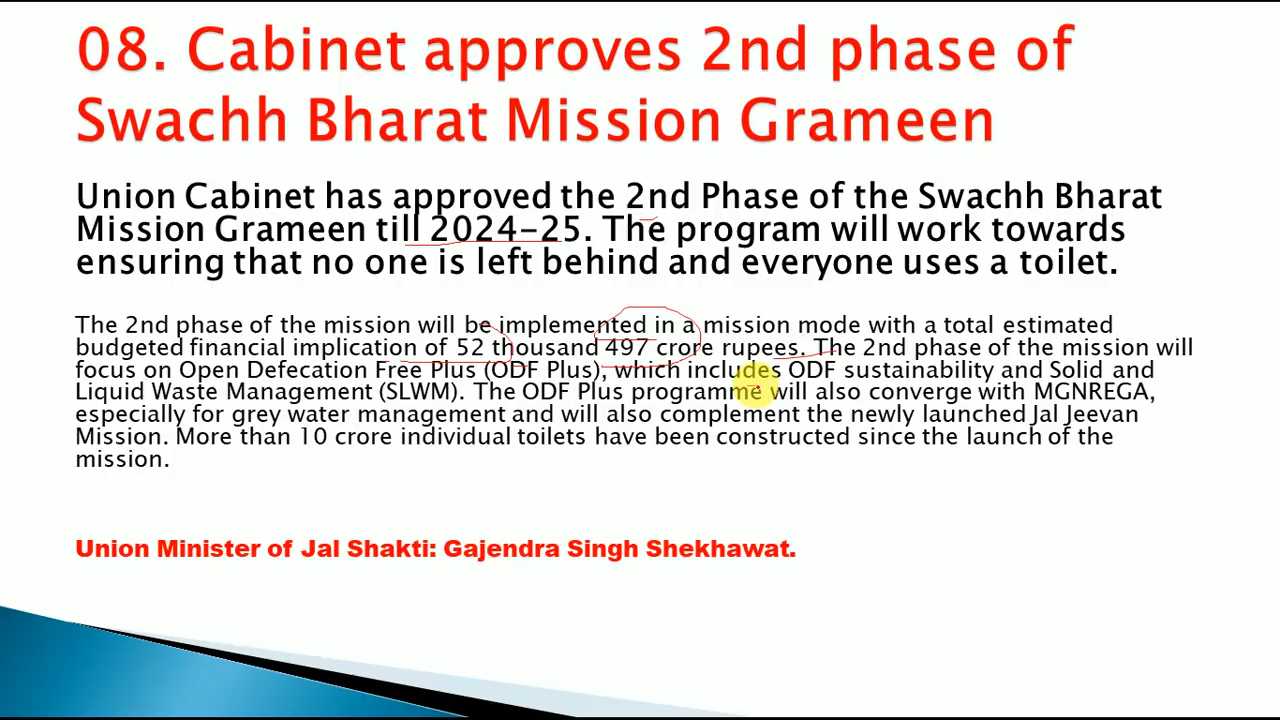 08. Cabinet approves 2nd phase of
Swachh Bharat Mission Grameen
Union Cabinet has approved the 2nd Phase of the Swachh Bharat
Mission Grameen till 2024-25. The program will work towards
ensuring that no one is left behind and everyone uses a toilet.
The 2nd phase of the mission will be implemented in a mission mode with a total estimated
budgeted financial implication of 52 thousand 497 crore rupees. The 2nd phase of the mission will
focus on Open Defecation Free Plus (ODF Plus), which includes ODF sustainability and Solid and
Liquid Waste Management (SLWM). The ODF Plus programme will also converge with MGNREGA,
especially for grey water management and will also complement the newly launched Jal Jeevan
Mission. More than 10 crore individual toilets have been constructed since the launch of the
mission.
Union Minister of Jal Shakti: Gajendra Singh Shekhawat.